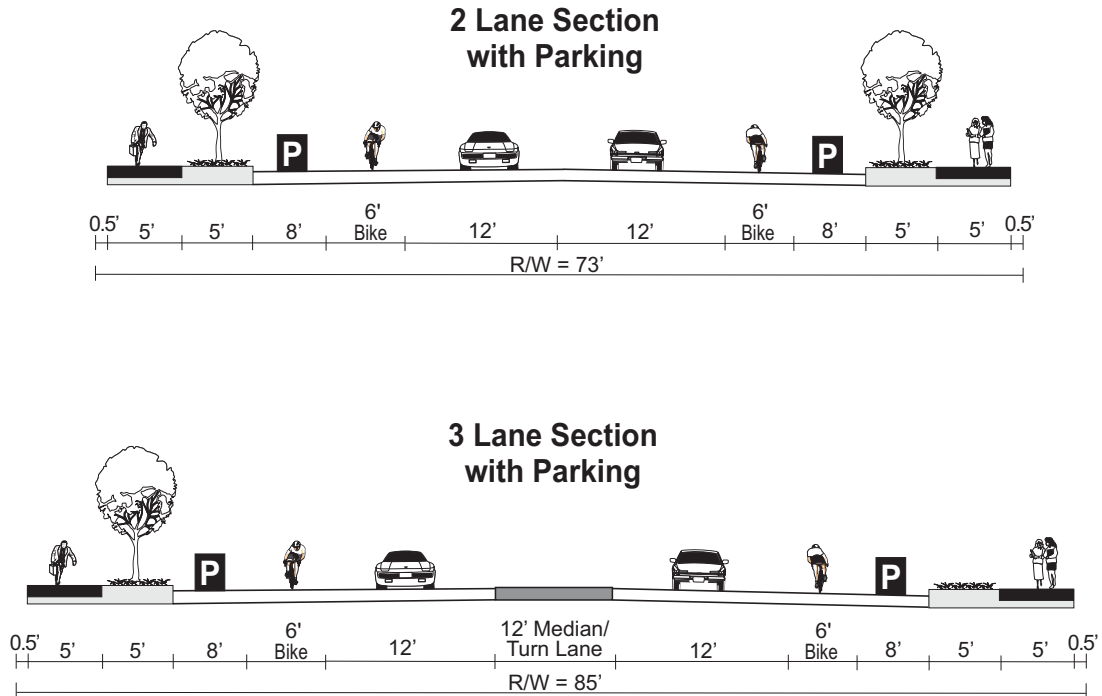 2 Lane Section
with Parking
P
P
0.5’ 5’ 5’ 8’ 6' Bike 12’ 12’ 6' Bike 8’ 5’ 5’ 0.5’
R/W = 73’
3 Lane Section
with Parking
P
P
0.5’ 5’ 5’ 8’ 6' Bike 12’ 12’ Median/ Turn Lane 12’ 6' Bike 8’ 5’ 5’ 0.5’
R/W = 85’